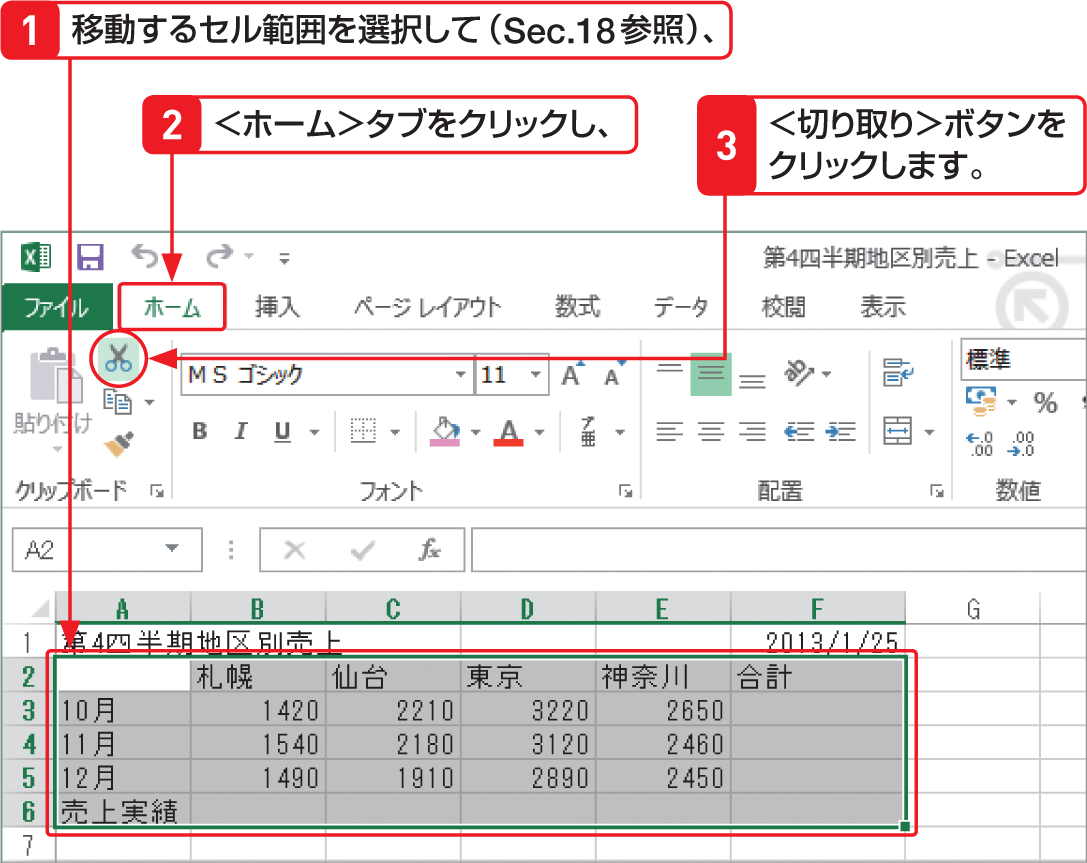 1 移動するセル範囲を選択して(Sec.18参照)、
2 <ホーム>タブをクリックし、
3 <切り取り>ボタンを
クリックします。
第4四半期地区別売上 - Excel
ファイル ホーム 挿入 ページ レイアウト 数式 データ 校閲 表示
MS ゴシック 11 A A 標準
貼り付け
B I U A 亜 %
クリップボード フォント 配置 数値
A2 fx
A B C D E F G
1 第4四半期地区別売上 2013/1/25
2 札幌 仙台 東京 神奈川 合計
3 10月 1420 2210 3220 2650
4 11月 1540 2180 3120 2460
5 12月 1490 1910 2890 2450
6 売上実績
7